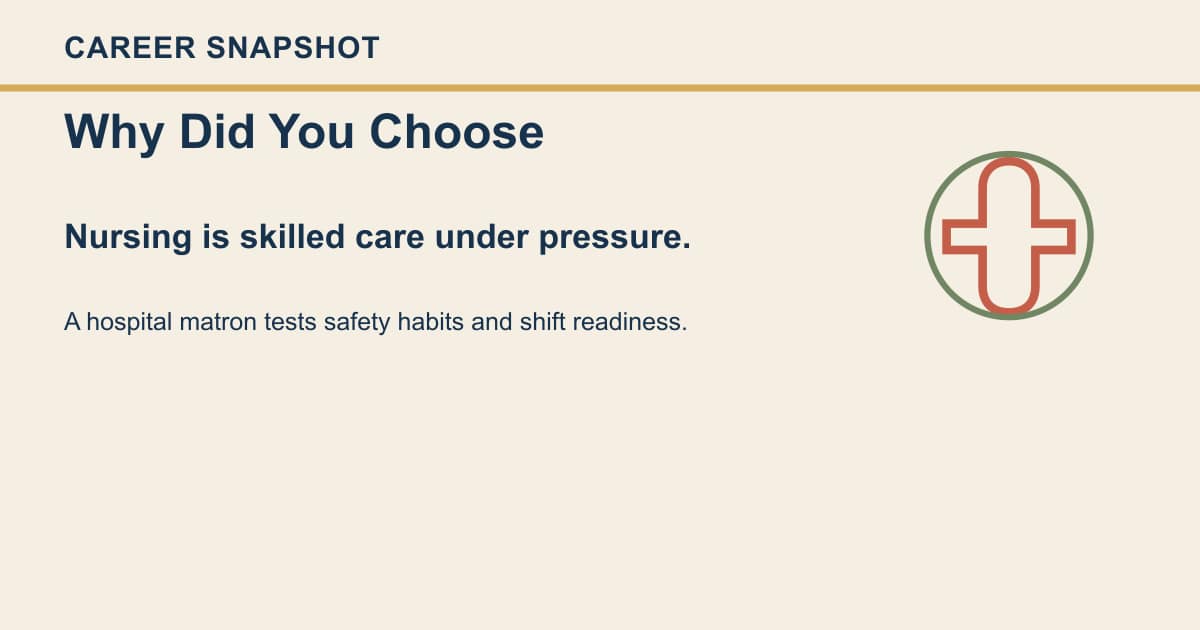 CAREER SNAPSHOT
Why Did You Choose
Nursing is skilled care under pressure.
A hospital matron tests safety habits and shift readiness.